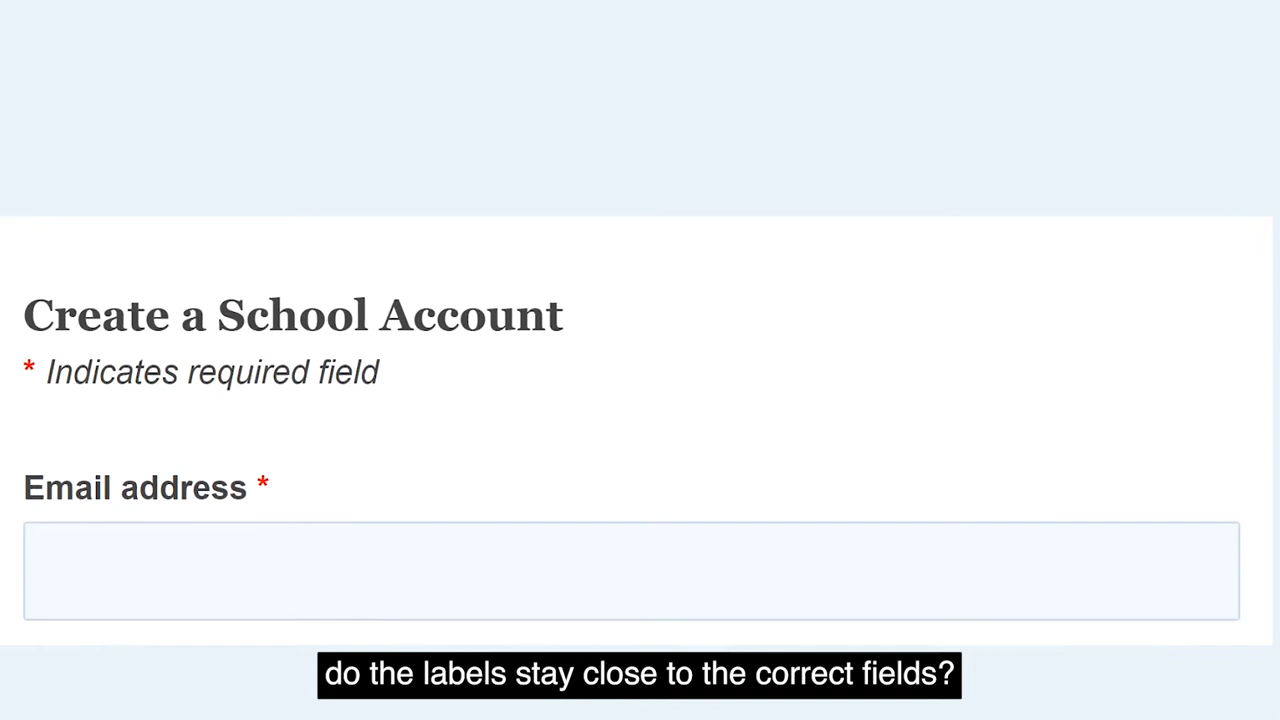 Create a School Account
* Indicates required field
Email address *
do the labels stay close to the correct fields?